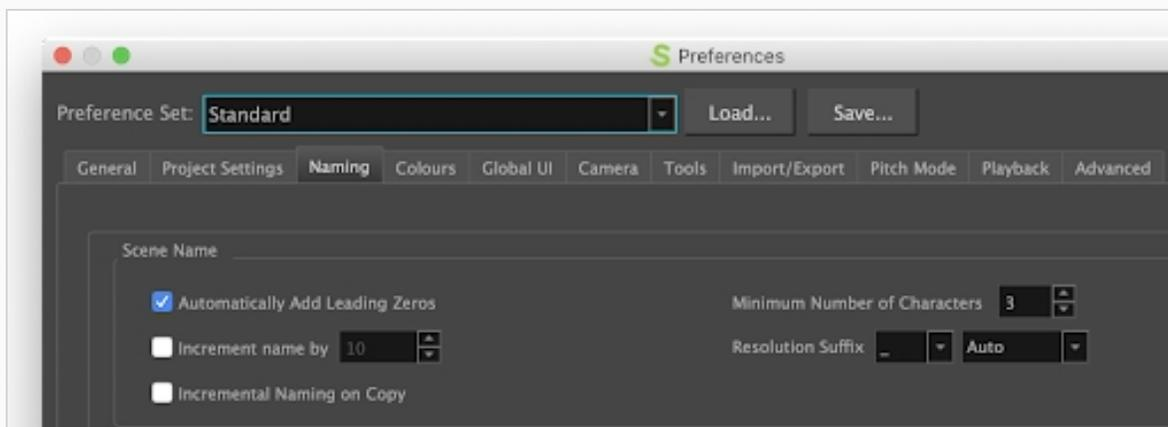 Preferences
Preference Set: Standard Load... Save...
General Project Settings Naming Colours Global UI Camera Tools Import/Export Pitch Mode Playback Advanced
Scene Name
Automatically Add Leading Zeros Minimum Number of Characters 3
Increment name by 10 Resolution Suffix _ Auto
Incremental Naming on Copy